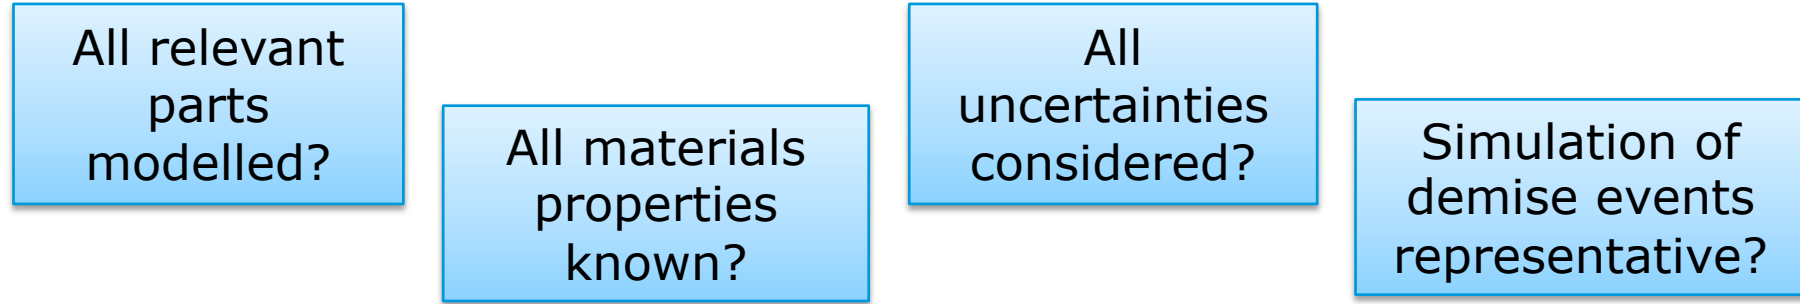 All relevant
parts
modelled?
All materials
properties
known?
All
uncertainties
considered?
Simulation of
demise events
representative?